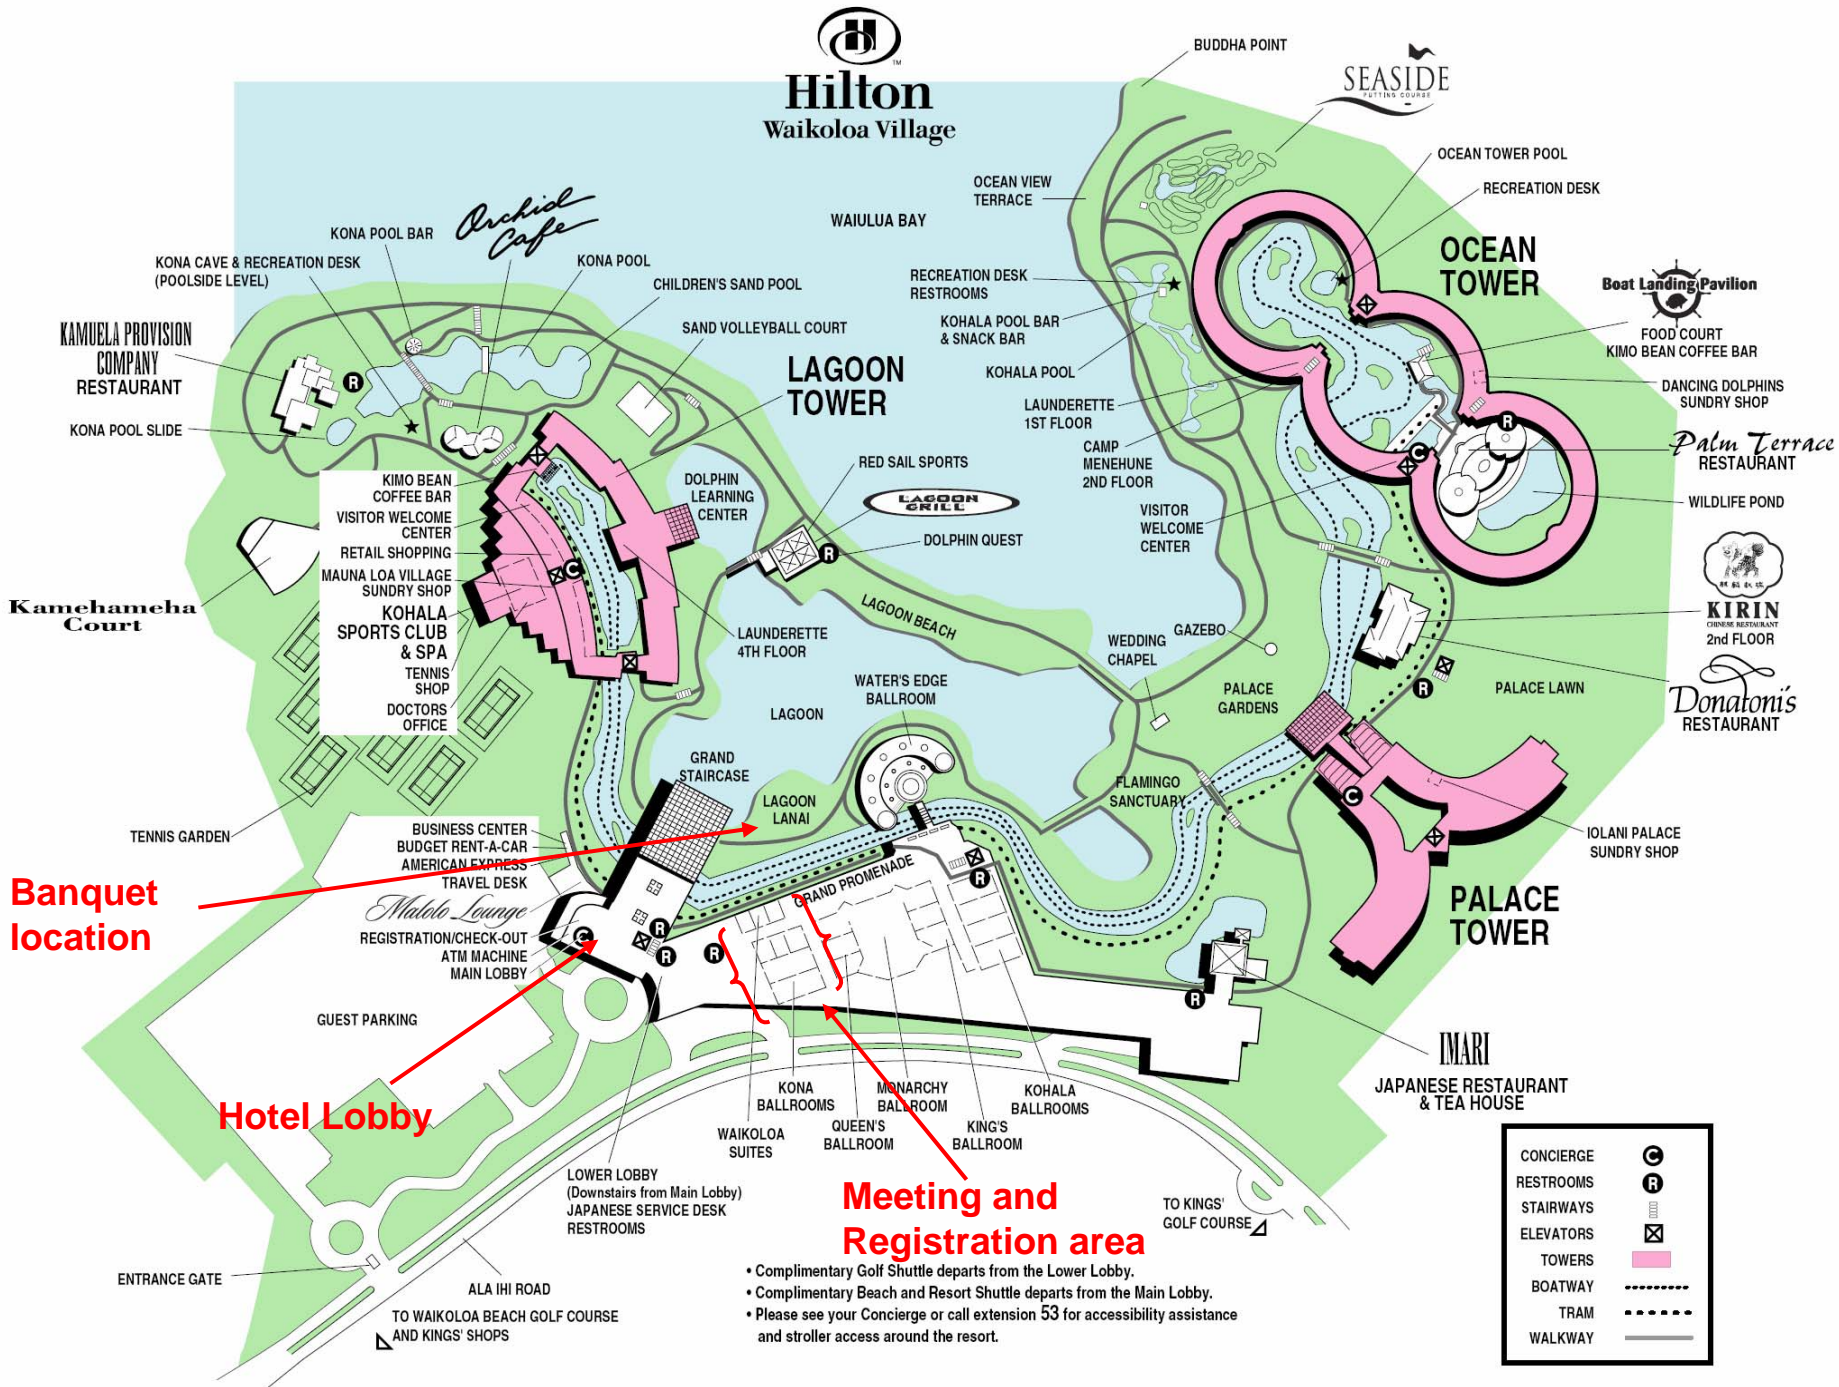 Hilton
Waikoloa Village
BUDDHA POINT
SEASIDE
PUTTING COURSE
OCEAN TOWER POOL
RECREATION DESK
OCEAN VIEW
TERRACE
WAIULUA BAY
OCEAN
TOWER
Boat Landing Pavilion
FOOD COURT
KIMO BEAN COFFEE BAR
RECREATION DESK
RESTROOMS
KOHALA POOL BAR
& SNACK BAR
KOHALA POOL
LAUNDERETTE
1ST FLOOR
CAMP
MENEHUNE
2ND FLOOR
VISITOR
WELCOME
CENTER
DANCING DOLPHINS
SUNDRY SHOP
Palm Terrace
RESTAURANT
WILDLIFE POND
KIRIN
CHINESE RESTAURANT
2nd FLOOR
Donatoni's
RESTAURANT
Orchid
Cafe
KONA POOL BAR
KONA CAVE & RECREATION DESK
(POOLSIDE LEVEL)
KONA POOL
CHILDREN'S SAND POOL
SAND VOLLEYBALL COURT
KAMUELA PROVISION
COMPANY
RESTAURANT
KONA POOL SLIDE
LAGOON
TOWER
KIMO BEAN
COFFEE BAR
VISITOR WELCOME
CENTER
RETAIL SHOPPING
MAUNA LOA VILLAGE
SUNDRY SHOP
KOHALA
SPORTS CLUB
& SPA
TENNIS
SHOP
DOCTORS
OFFICE
Kamehameha
Court
DOLPHIN
LEARNING
CENTER
RED SAIL SPORTS
LAGOON
GRILL
DOLPHIN QUEST
LAGOON BEACH
LAUNDERETTE
4TH FLOOR
WATER'S EDGE
BALLROOM
LAGOON
WEDDING
CHAPEL
GAZEBO
PALACE
GARDENS
PALACE LAWN
GRAND
STAIRCASE
LAGOON
LANAI
FLAMINGO
SANCTUARY
IOLANI PALACE
SUNDRY SHOP
PALACE
TOWER
TENNIS GARDEN
BUSINESS CENTER
BUDGET RENT-A-CAR
AMERICAN EXPRESS
TRAVEL DESK
Malolo Lounge
REGISTRATION/CHECK-OUT
ATM MACHINE
MAIN LOBBY
Banquet
location
GRAND PROMENADE
GUEST PARKING
Hotel Lobby
KONA
BALLROOMS
MONARCHY
BALLROOM
KOHALA
BALLROOMS
WAIKOLOA
SUITES
QUEEN'S
BALLROOM
KING'S
BALLROOM
IMARI
JAPANESE RESTAURANT
& TEA HOUSE
LOWER LOBBY
(Downstairs from Main Lobby)
JAPANESE SERVICE DESK
RESTROOMS
Meeting and
Registration area
TO KINGS'
GOLF COURSE
ENTRANCE GATE
ALA IHI ROAD
TO WAIKOLOA BEACH GOLF COURSE
AND KINGS' SHOPS
• Complimentary Golf Shuttle departs from the Lower Lobby.
• Complimentary Beach and Resort Shuttle departs from the Main Lobby.
• Please see your Concierge or call extension 53 for accessibility assistance
and stroller access around the resort.
CONCIERGE C
RESTROOMS R
STAIRWAYS
ELEVATORS
TOWERS
BOATWAY
TRAM
WALKWAY